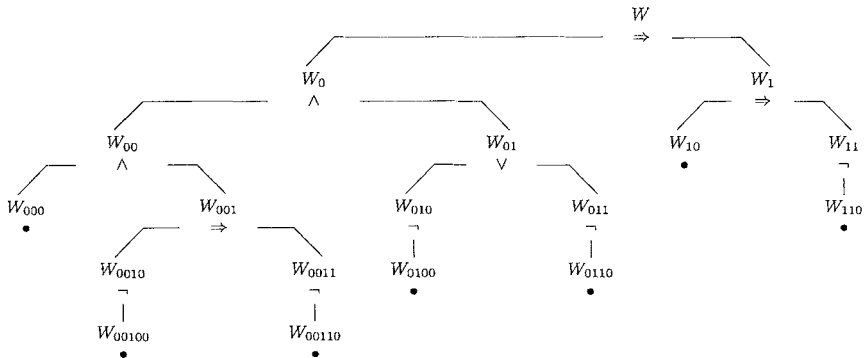 W
⇒
W₀ W₁
∧ ⇒
W₀₀ W₀₁ W₁₀ W₁₁
∧ ∨ • ¬
W₀₀₀ W₀₀₁ W₀₁₀ W₀₁₁ W₁₁₀
• ⇒ ¬ ¬ •
W₀₀₁₀ W₀₀₁₁ W₀₁₀₀ W₀₁₁₀
¬ ¬ • •
W₀₀₁₀₀ W₀₀₁₁₀
• •